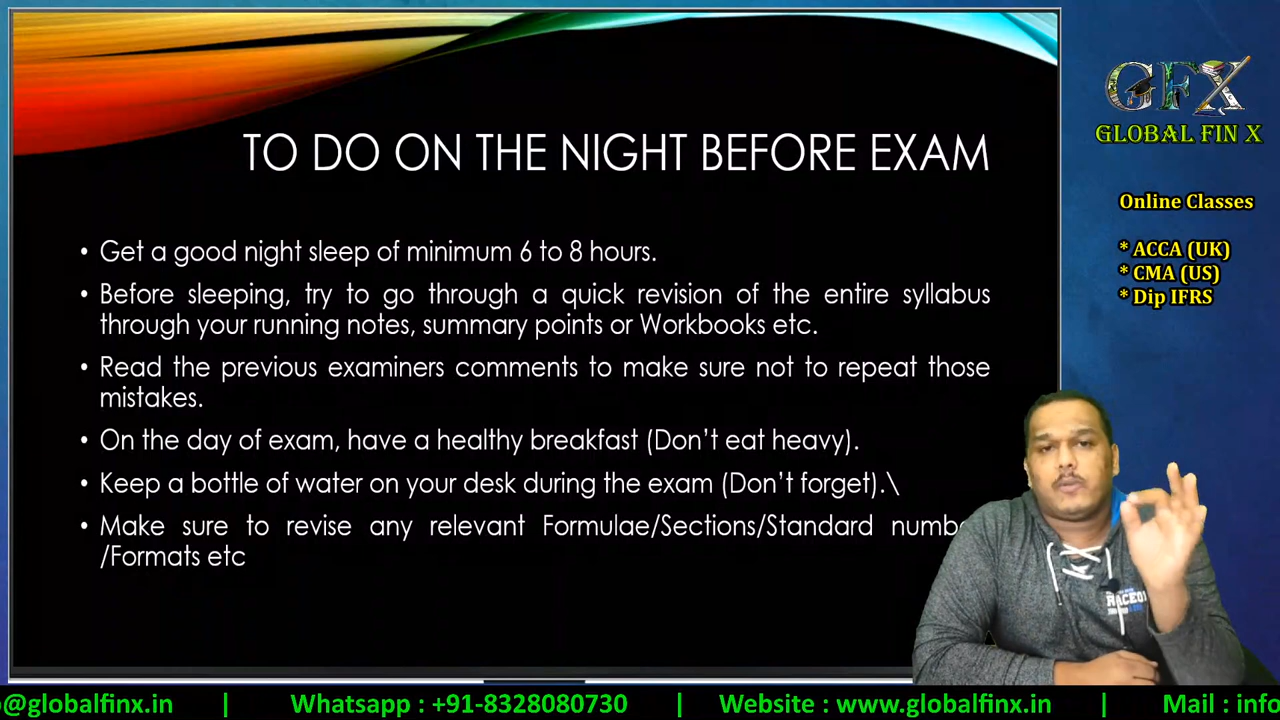 TO DO ON THE NIGHT BEFORE EXAM
• Get a good night sleep of minimum 6 to 8 hours.
• Before sleeping, try to go through a quick revision of the entire syllabus
through your running notes, summary points or Workbooks etc.
• Read the previous examiners comments to make sure not to repeat those
mistakes.
• On the day of exam, have a healthy breakfast (Don't eat heavy).
• Keep a bottle of water on your desk during the exam (Don't forget).\
• Make sure to revise any relevant Formulae/Sections/Standard numbe
/Formats etc
GFX
GLOBAL FIN X
Online Classes
* ACCA (UK)
* CMA (US)
* Dip IFRS
@globalfinx.in | Whatsapp : +91-8328080730 | Website : www.globalfinx.in | Mail : info